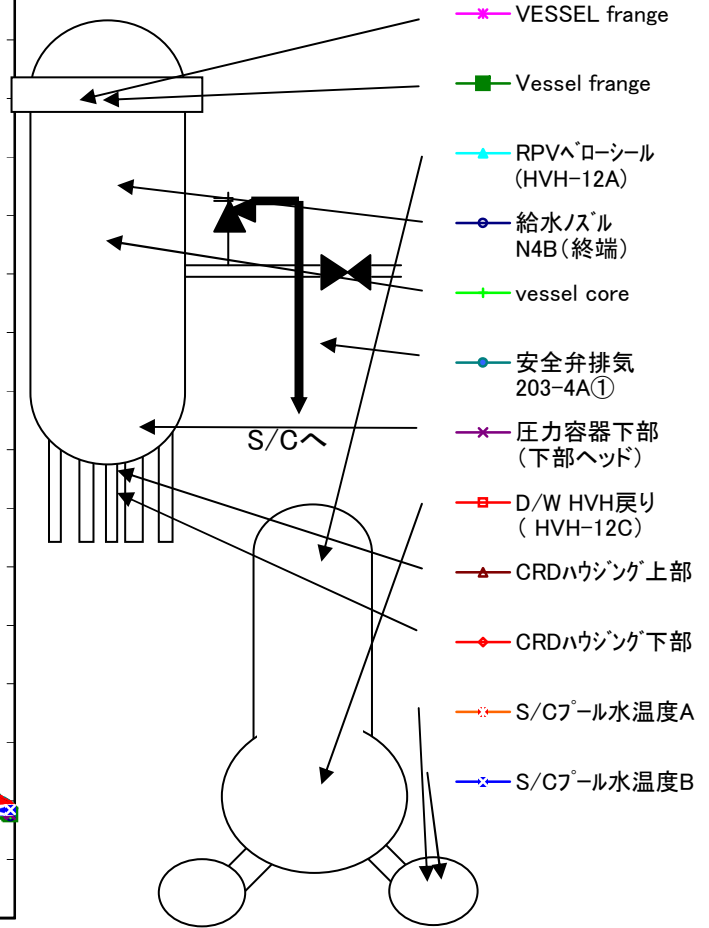 VESSEL frange
Vessel frange
RPVベローシール
(HVH-12A)
給水ノズル
N4B(終端)
vessel core
安全弁排気
203-4A①
圧力容器下部
(下部ヘッド)
D/W HVH戻り
( HVH-12C)
CRDハウジング上部
CRDハウジング下部
S/Cプール水温度A
S/Cプール水温度B
S/Cへ